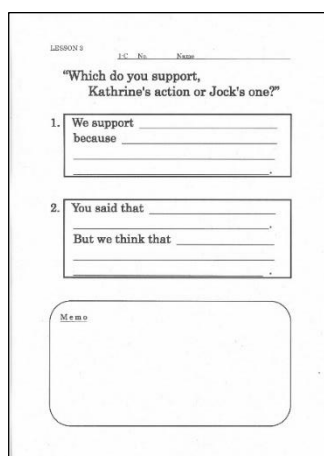 LESSON 3
1-C No. Name
"Which do you support,
Kathrine's action or Jock's one?"
1. We support
because
.
2. You said that
.
But we think that
.
Memo